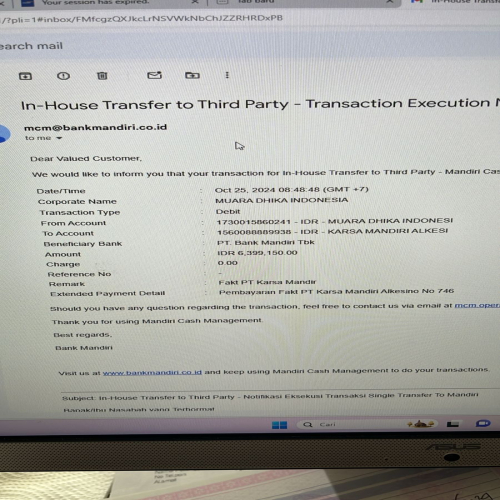 Your session has expired.
Tab baru
/?pli=1#inbox/FMfcgzQXJkcLrNSVWkNbChJZZRHRDxPB
earch mail
In-House Transfer to Third Party - Transaction Execution
mcm@bankmandiri.co.id
to me
Dear Valued Customer,
We would like to inform you that your transaction for In-House Transfer to Third Party - Mandiri Cas
Date/Time : Oct 25, 2024 08:48:48 (GMT +7)
Corporate Name : MUARA DHIKA INDONESIA
Transaction Type : Debit
From Account : 1730015860241 - IDR - MUARA DHIKA INDONESI
To Account : 1560088889938 - IDR - KARSA MANDIRI ALKESI
Beneficiary Bank : PT. Bank Mandiri Tbk
Amount : IDR 6,399,150.00
Charge : 0.00
Reference No : -
Remark : Fakt PT Karsa Mandir
Extended Payment Detail : Pembayaran Fakt PT Karsa Mandiri Alkesino No 746
Should you have any question regarding the transaction, feel free to contact us via email at mcm.oper
Thank you for using Mandiri Cash Management.
Best regards,
Bank Mandiri
Visit us at www.bankmandiri.co.id and keep using Mandiri Cash Management to do your transactions.
Subject: In-House Transfer to Third Party - Notifikasi Eksekusi Transaksi Single Transfer To Mandiri
Bapak/Ibu Nasabah yang Terhormat
Cari
ASUS